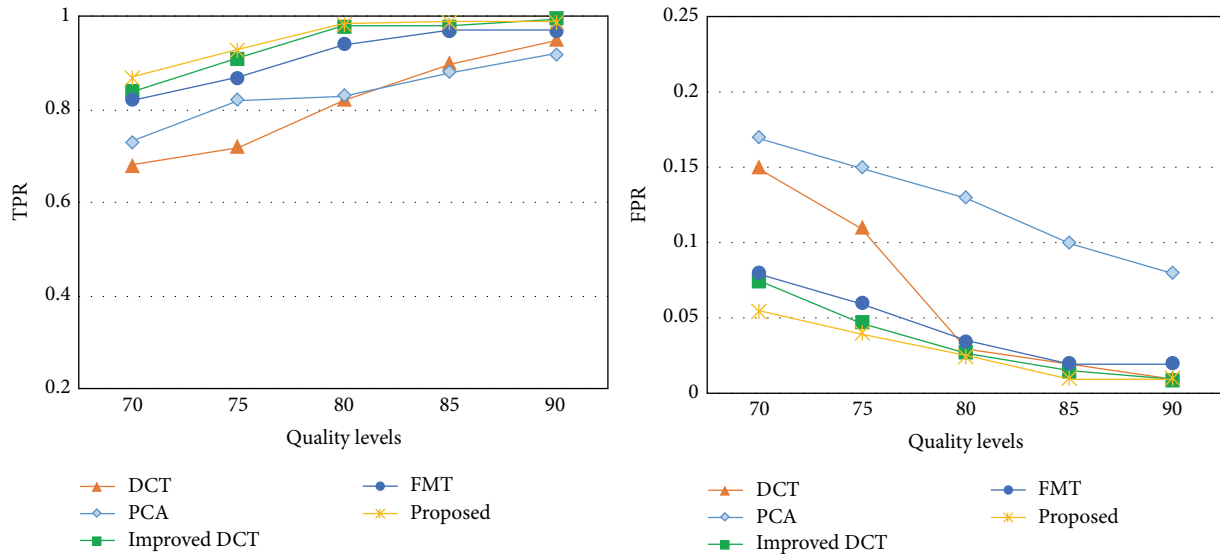 1
0.8
0.6
0.4
0.2
TPR
70 75 80 85 90
Quality levels
DCT
PCA
Improved DCT
FMT
Proposed
0.25
0.2
0.15
0.1
0.05
0
FPR
70 75 80 85 90
Quality levels
DCT
PCA
Improved DCT
FMT
Proposed